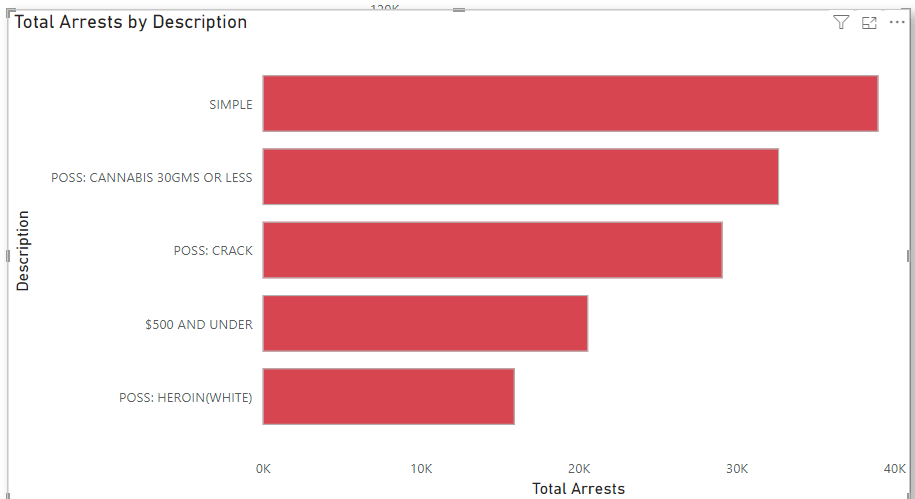 120K
Total Arrests by Description
SIMPLE
POSS: CANNABIS 30GMS OR LESS
POSS: CRACK
$500 AND UNDER
POSS: HEROIN(WHITE)
Description
0K 10K 20K 30K 40K
Total Arrests